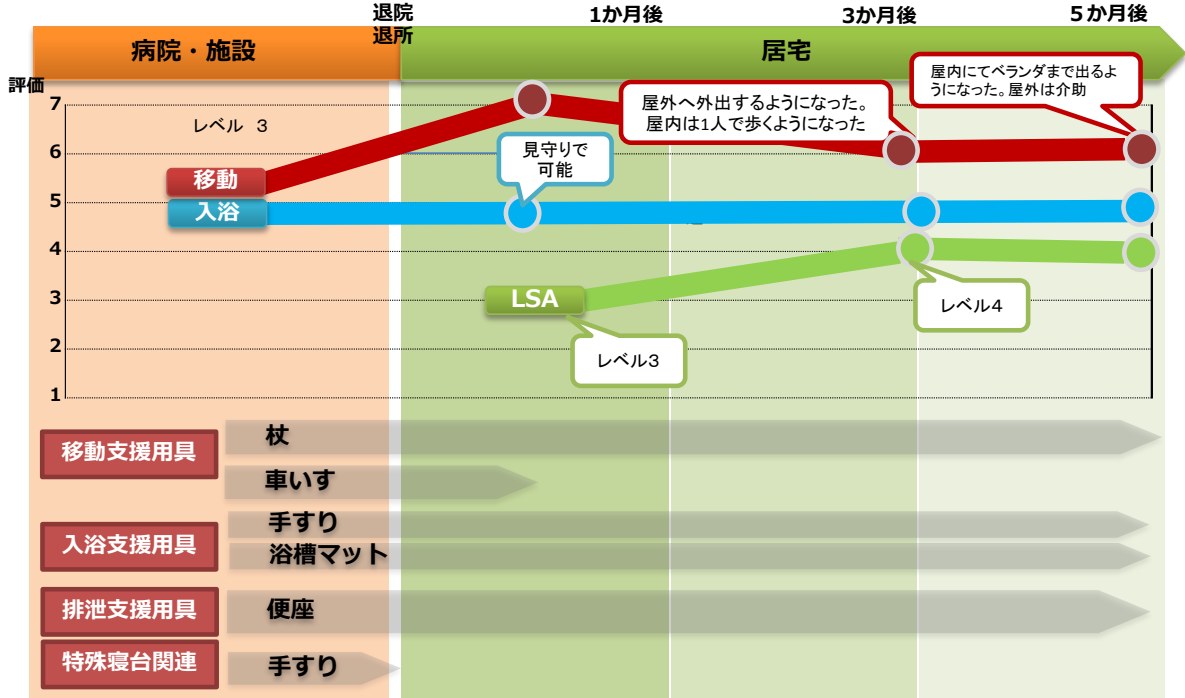 退院
退所
1か月後
3か月後
５か月後
病院・施設
居宅
評価
7
6
5
4
3
2
1
レベル　3
屋外へ外出するようになった。
屋内は1人で歩くようになった
屋内にてベランダまで出るよ
うになった。屋外は介助
見守りで
可能
移動
入浴
LSA
レベル3
レベル４
移動支援用具
杖
車いす
入浴支援用具
手すり
浴槽マット
排泄支援用具
便座
特殊寝台関連
手すり